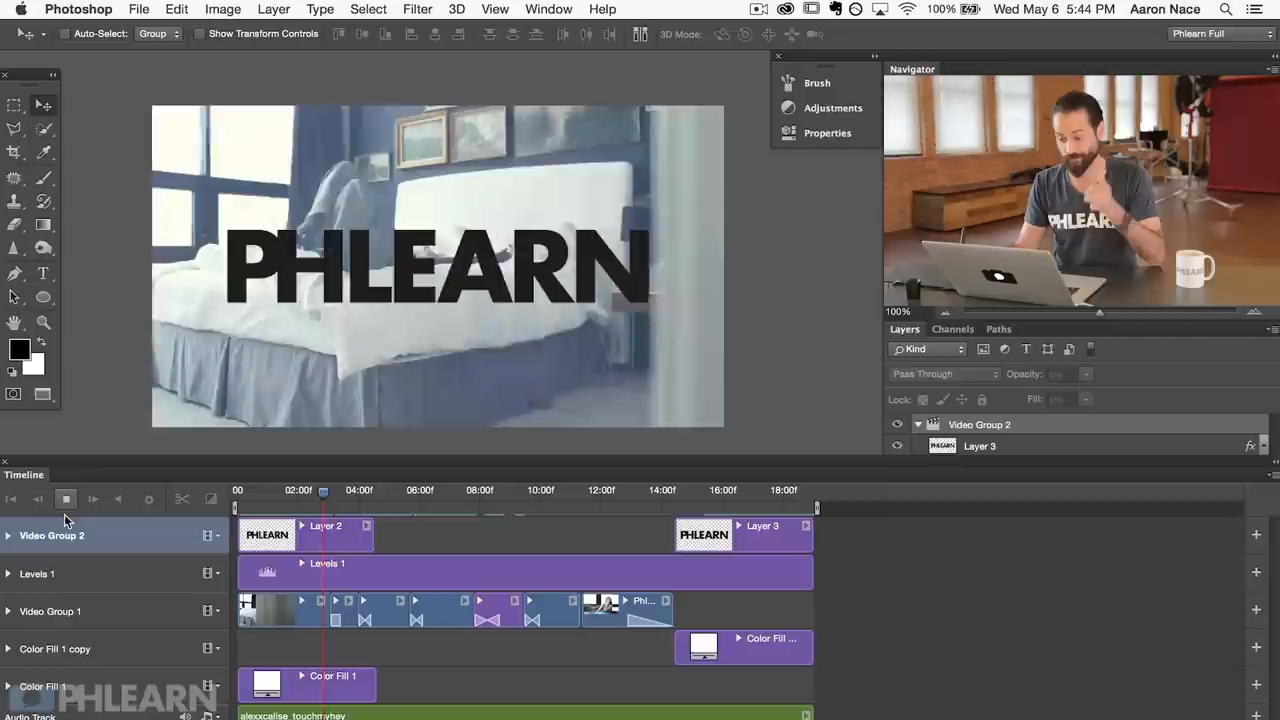 Photoshop File Edit Image Layer Type Select Filter 3D View Window Help 100% Wed May 6 5:44 PM Aaron Nace
Auto-Select: Group Show Transform Controls 3D Mode: Phlearn Full
Navigator
Brush
Adjustments
Properties
PHLEARN
PHLEARN
PHLEARN
100%
Layers Channels Paths
Kind
Pass Through Opacity:
Lock: Fill:
Video Group 2
PHLEARN Layer 3 fx
Timeline
00 02:00f 04:00f 06:00f 08:00f 10:00f 12:00f 14:00f 16:00f 18:00f
Video Group 2 PHLEARN Layer 2 PHLEARN Layer 3
Levels 1 Levels 1
Video Group 1 Phl...
Color Fill 1 copy Color Fill ...
Color Fill 1 Color Fill 1
PHLEARN
Audio Track alexxcalise_touchmyhey